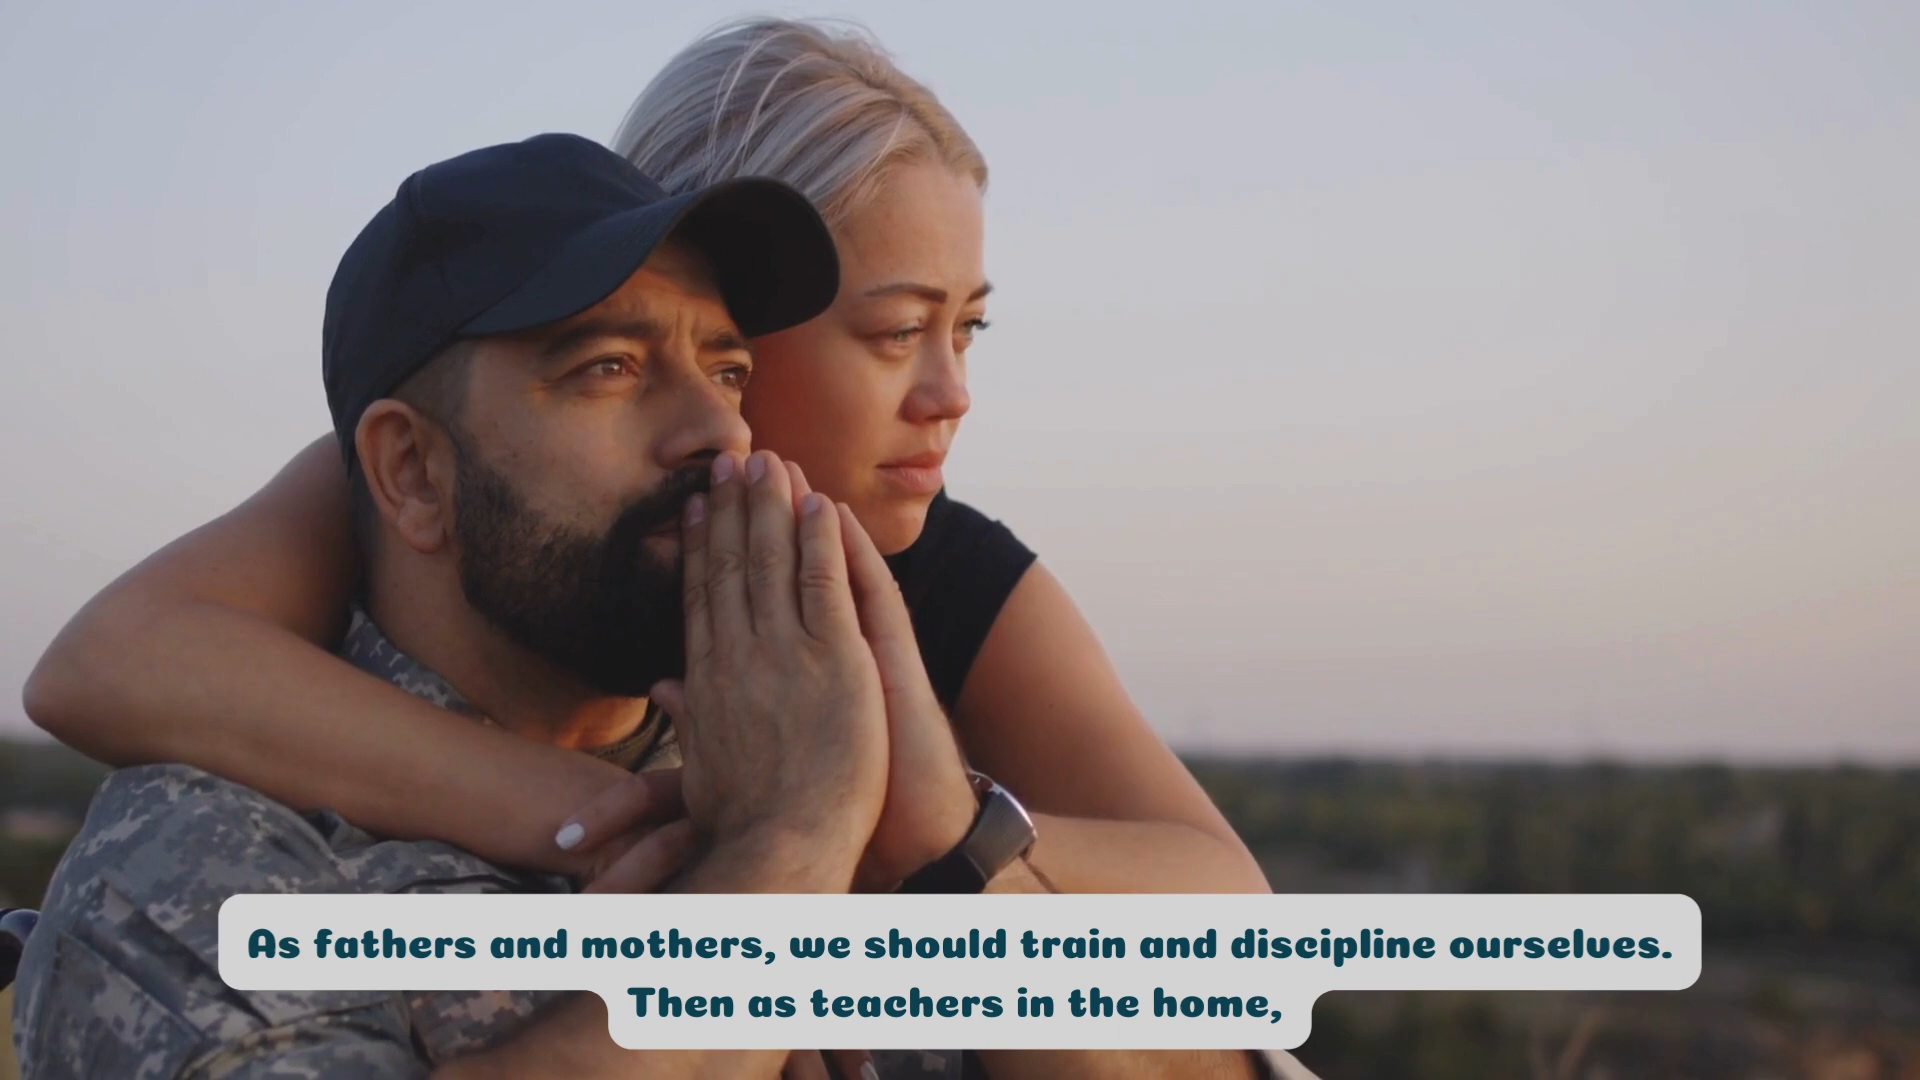 As fathers and mothers, we should train and discipline ourselves.
Then as teachers in the home,